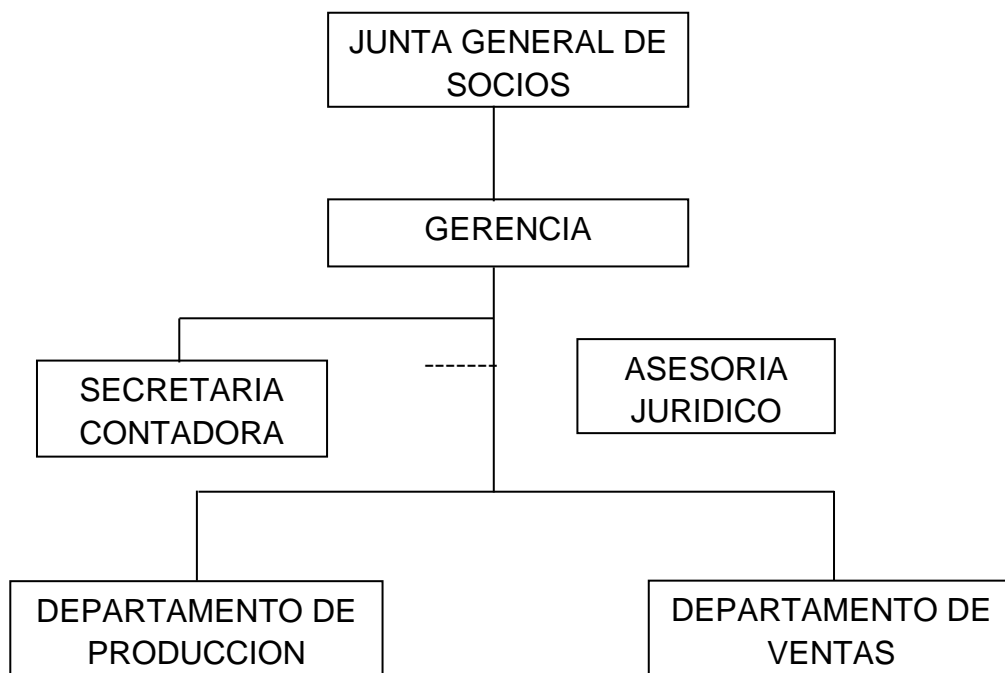 JUNTA GENERAL DE
SOCIOS
GERENCIA
SECRETARIA
CONTADORA
ASESORIA
JURIDICO
DEPARTAMENTO DE
PRODUCCION
DEPARTAMENTO DE
VENTAS